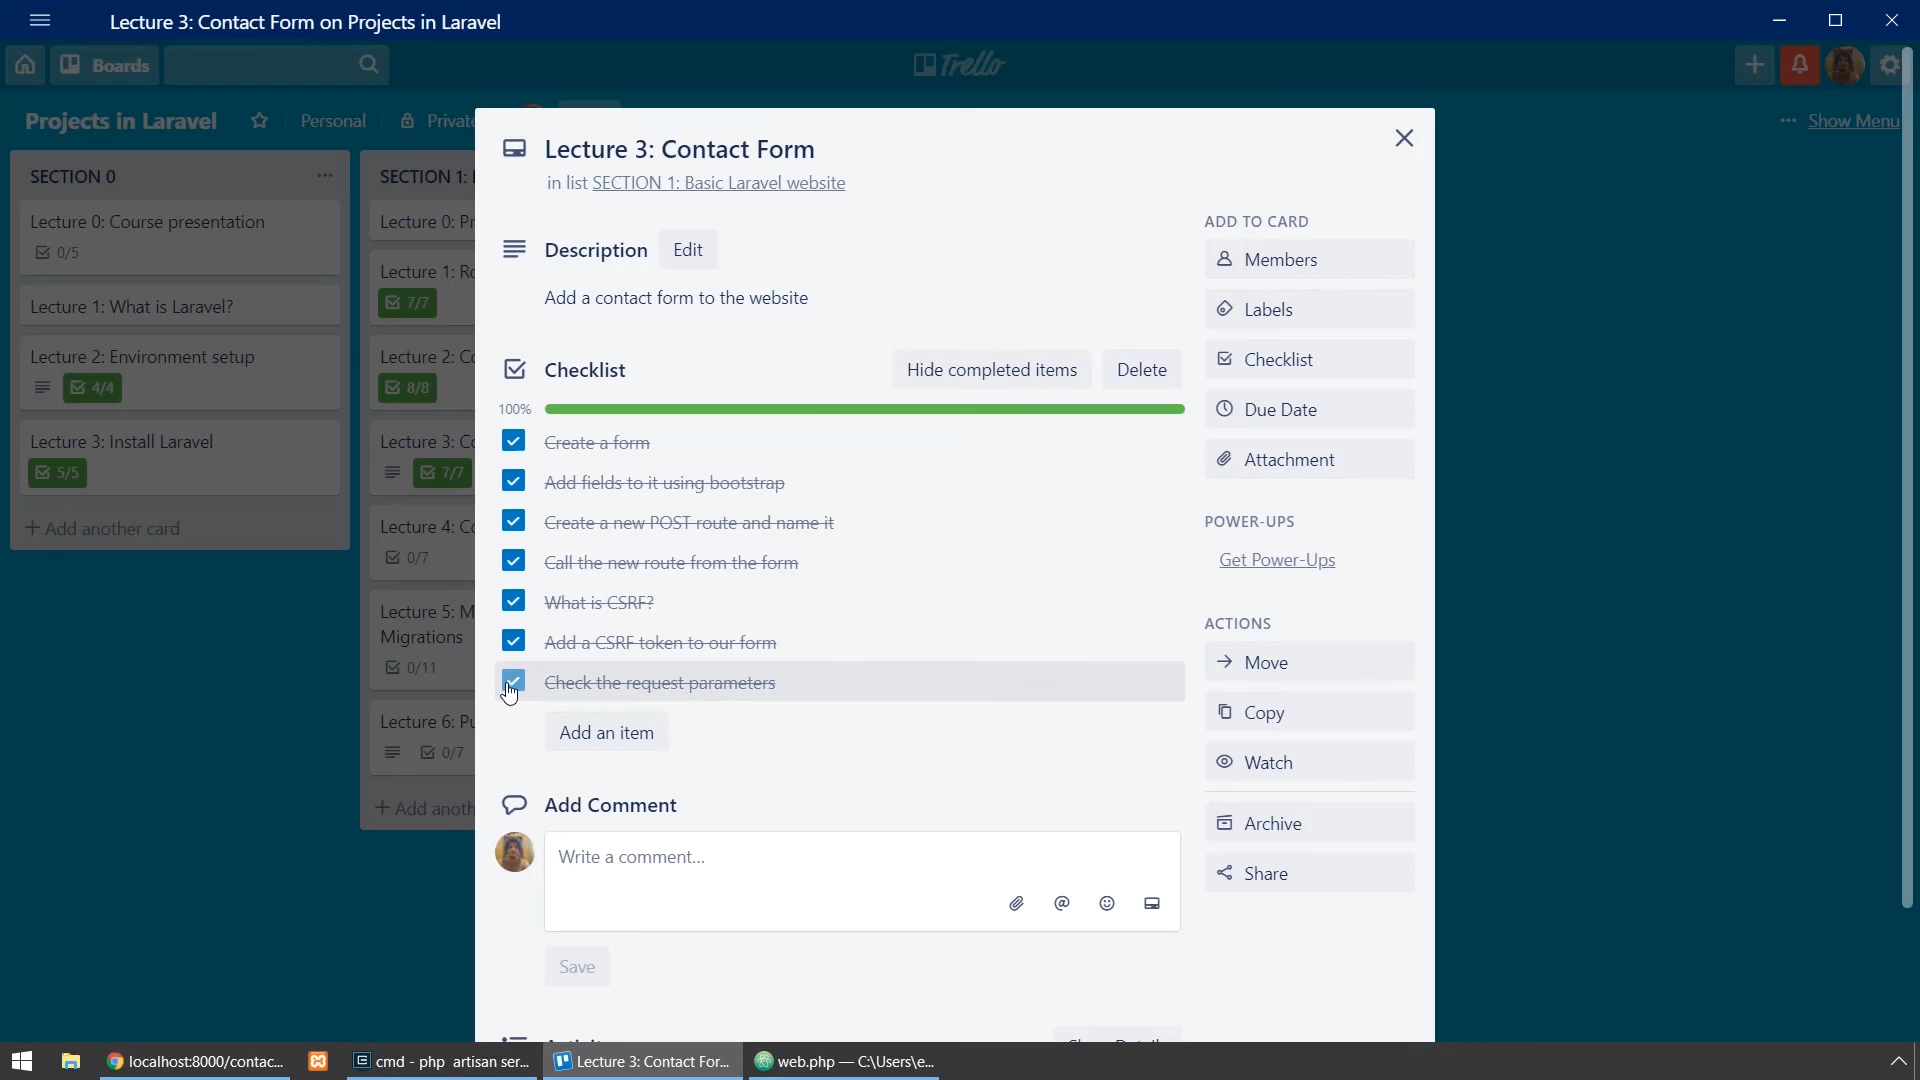 Lecture 3: Contact Form on Projects in Laravel
Boards
Trello
Projects in Laravel
Personal
Private
Show Menu
SECTION 0
Lecture 0: Course presentation
0/5
Lecture 1: What is Laravel?
Lecture 2: Environment setup
4/4
Lecture 3: Install Laravel
5/5
+ Add another card
SECTION 1:
Lecture 0:
Lecture 1:
7/7
Lecture 2:
8/8
Lecture 3:
7/7
Lecture 4:
0/7
Lecture 5:
Migrations
0/11
Lecture 6:
0/7
+ Add
Lecture 3: Contact Form
in list SECTION 1: Basic Laravel website
Description
Edit
Add a contact form to the website
Checklist
Hide completed items
Delete
100%
Create a form
Add fields to it using bootstrap
Create a new POST route and name it
Call the new route from the form
What is CSRF?
Add a CSRF token to our form
Check the request parameters
Add an item
Add Comment
Write a comment...
Save
ADD TO CARD
Members
Labels
Checklist
Due Date
Attachment
POWER-UPS
Get Power-Ups
ACTIONS
Move
Copy
Watch
Archive
Share
localhost:8000/contac...
cmd - php artisan ser...
Lecture 3: Contact For...
web.php — C:\Users\e...